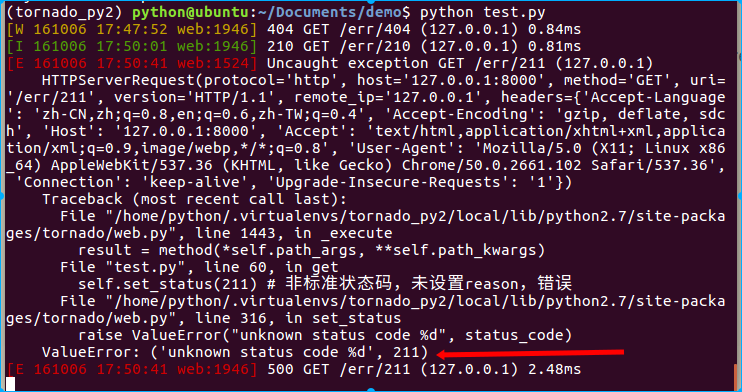 (tornado_py2) python@ubuntu:~/Documents/demo$ python test.py
[W 161006 17:47:52 web:1946] 404 GET /err/404 (127.0.0.1) 0.84ms
[I 161006 17:50:01 web:1946] 210 GET /err/210 (127.0.0.1) 0.81ms
[E 161006 17:50:41 web:1524] Uncaught exception GET /err/211 (127.0.0.1)
HTTPServerRequest(protocol='http', host='127.0.0.1:8000', method='GET', uri=
'/err/211', version='HTTP/1.1', remote_ip='127.0.0.1', headers={'Accept-Language
': 'zh-CN,zh;q=0.8,en;q=0.6,zh-TW;q=0.4', 'Accept-Encoding': 'gzip, deflate, sdc
h', 'Host': '127.0.0.1:8000', 'Accept': 'text/html,application/xhtml+xml,applica
tion/xml;q=0.9,image/webp,*/*;q=0.8', 'User-Agent': 'Mozilla/5.0 (X11; Linux x86
_64) AppleWebKit/537.36 (KHTML, like Gecko) Chrome/50.0.2661.102 Safari/537.36',
'Connection': 'keep-alive', 'Upgrade-Insecure-Requests': '1'})
Traceback (most recent call last):
File "/home/python/.virtualenvs/tornado_py2/local/lib/python2.7/site-packa
ges/tornado/web.py", line 1443, in _execute
result = method(*self.path_args, **self.path_kwargs)
File "test.py", line 60, in get
self.set_status(211) # 非标准状态码，未设置reason，错误
File "/home/python/.virtualenvs/tornado_py2/local/lib/python2.7/site-packa
ges/tornado/web.py", line 316, in set_status
raise ValueError("unknown status code %d", status_code)
ValueError: ('unknown status code %d', 211)
[E 161006 17:50:41 web:1946] 500 GET /err/211 (127.0.0.1) 2.48ms